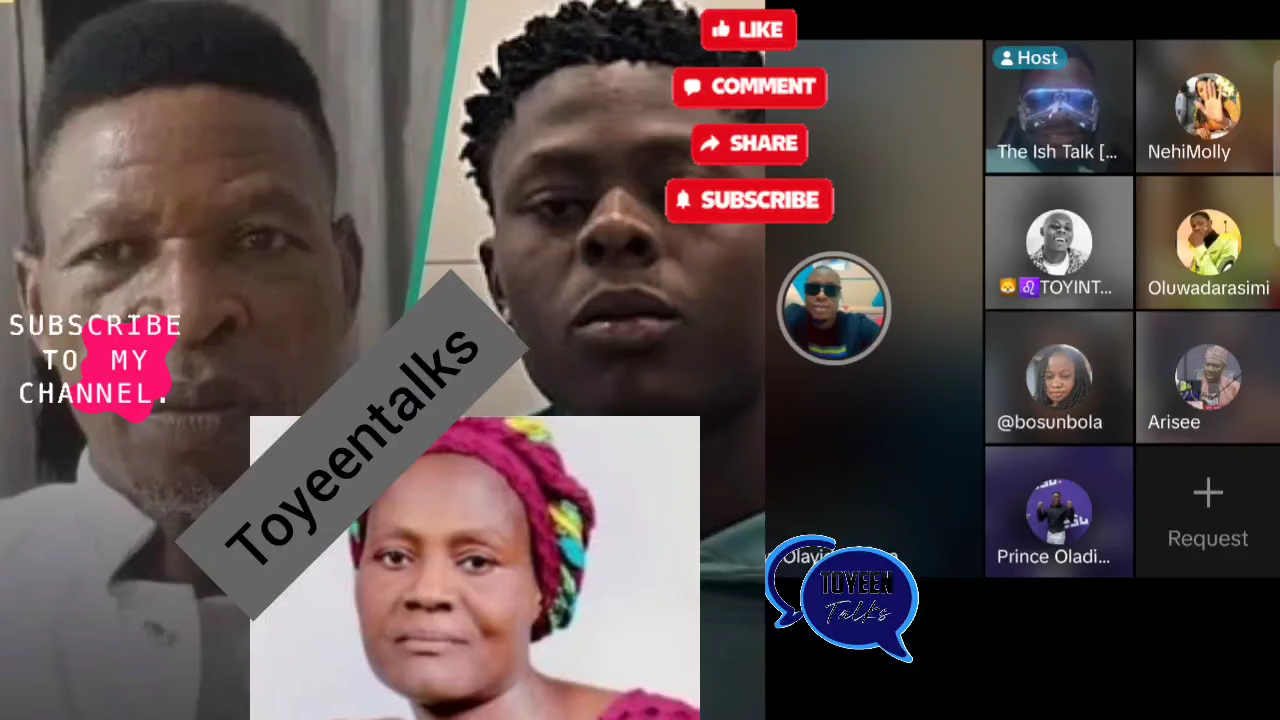 LIKE
COMMENT
SHARE
SUBSCRIBE
SUBSCRIBE
TO MY
CHANNEL.
Toyeentalks
Host
The Ish Talk [...
NehiMolly
TOYINT...
Oluwadarasimi
@bosunbola
Arisee
Prince Oladi...
Request
TOYEEN
Talks